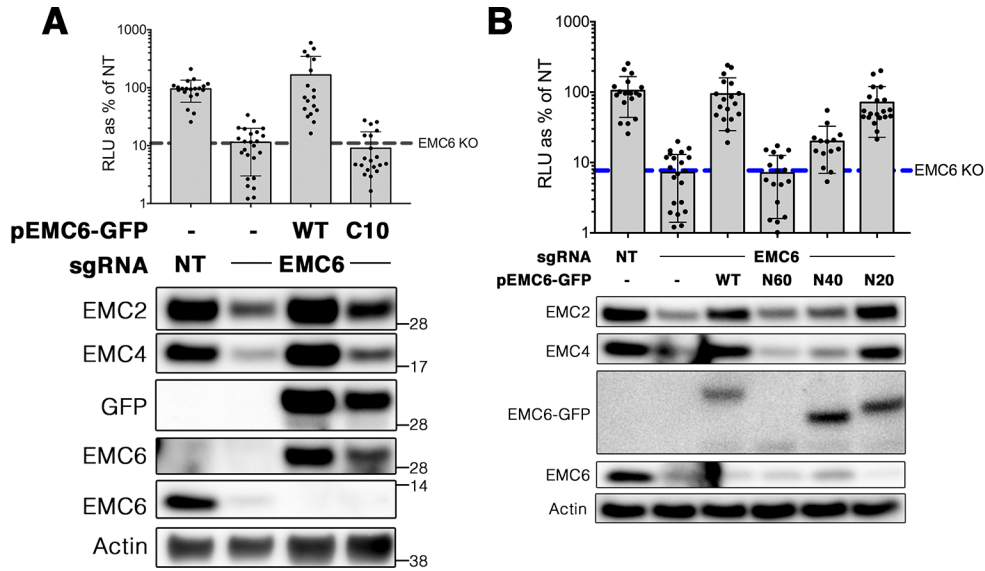 A
RLU as % of NT
1000
100
10
1
EMC6 KO
pEMC6-GFP - - WT C10
sgRNA NT EMC6
EMC2
28
EMC4
17
GFP
28
EMC6
28
EMC6
14
Actin
38
B
RLU as % of NT
1000
100
10
1
EMC6 KO
sgRNA NT EMC6
pEMC6-GFP - - WT N60 N40 N20
EMC2
EMC4
EMC6-GFP
EMC6
Actin